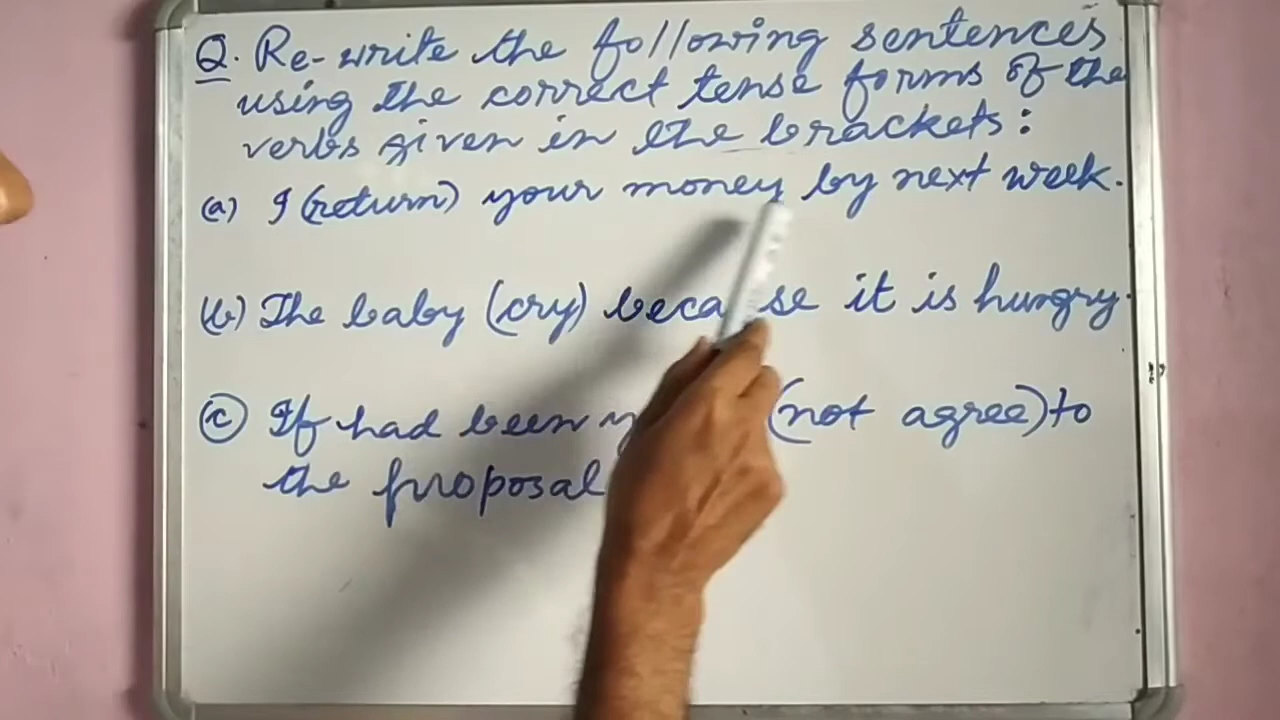 Q. Re-write the following sentences
using the correct tense forms of the
verbs given in the brackets:
(a) I (return) your money by next week.
(b) The baby (cry) because it is hungry.
(c) If had been (not agree) to
the proposal